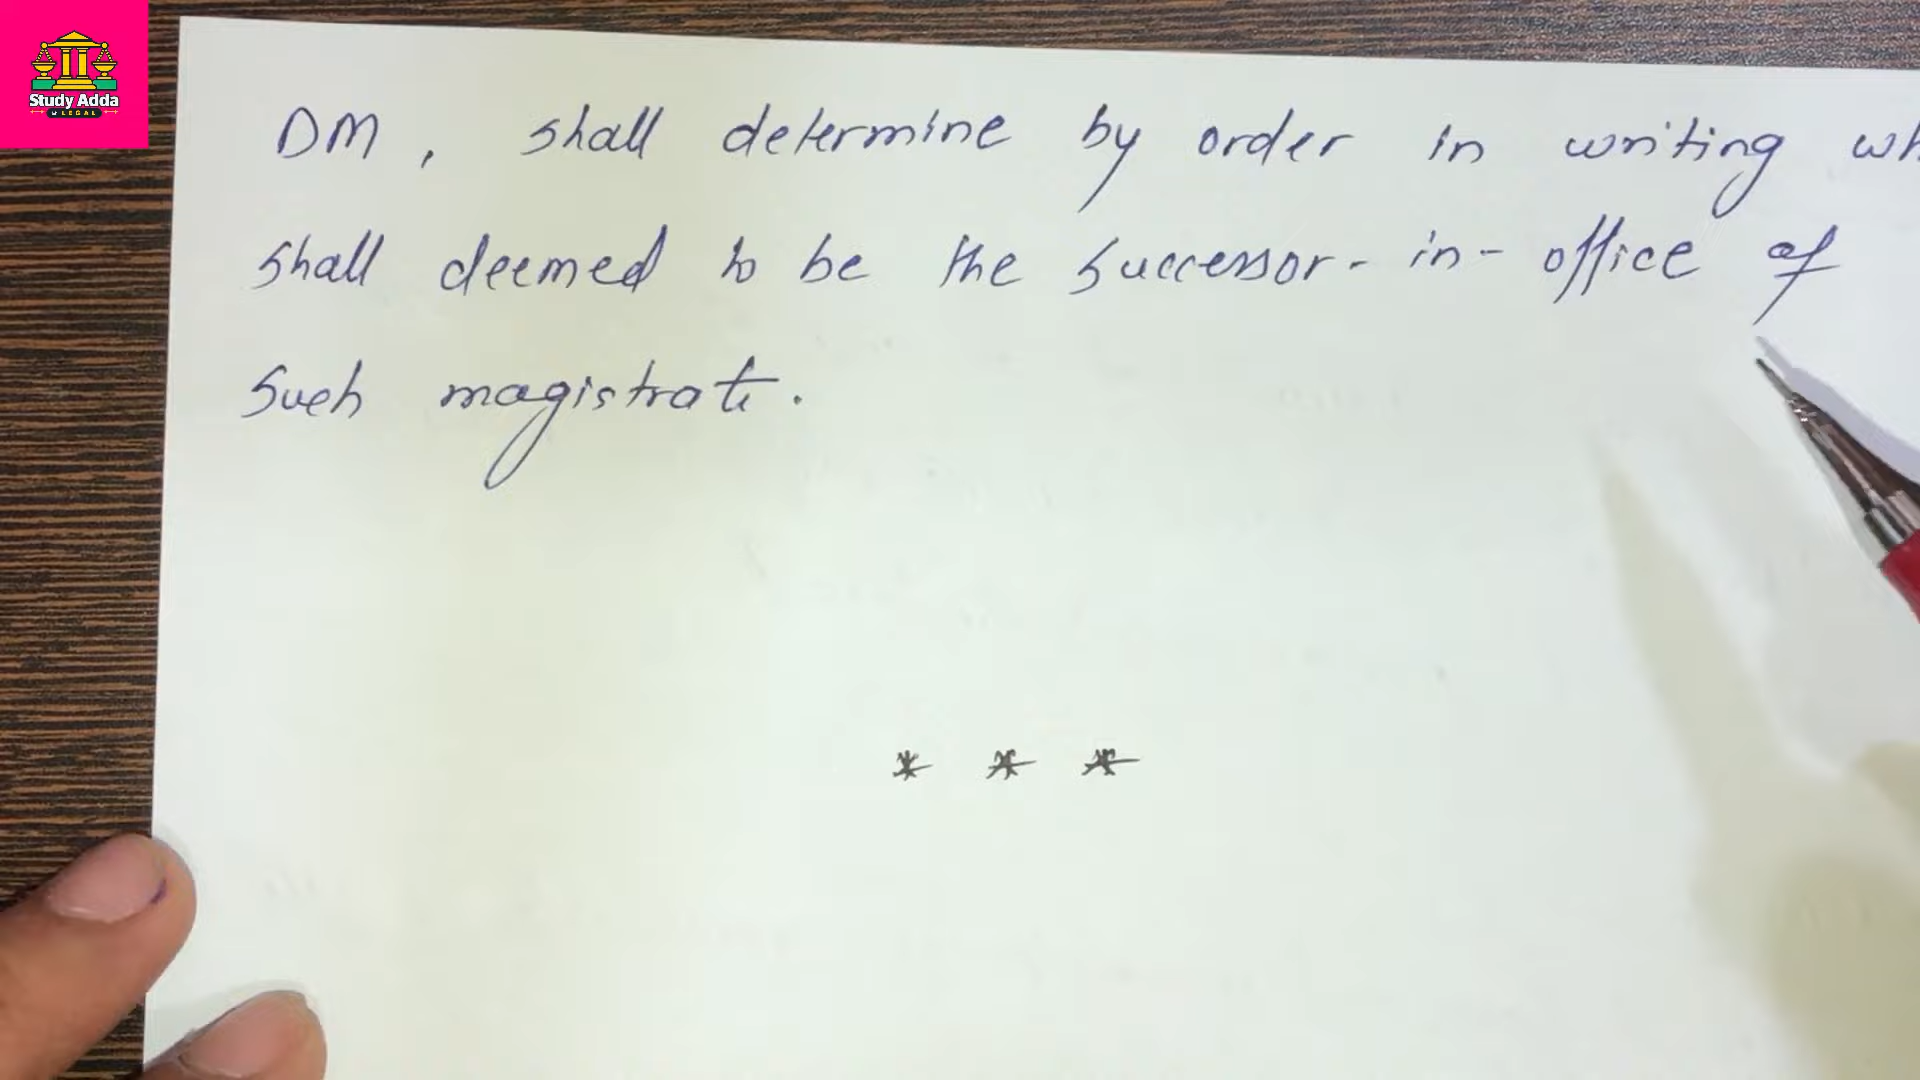 Study Adda
LEGAL
DM, shall determine by order in writing
shall deemed to be the successor-in-office of
such magistrate.
* * *